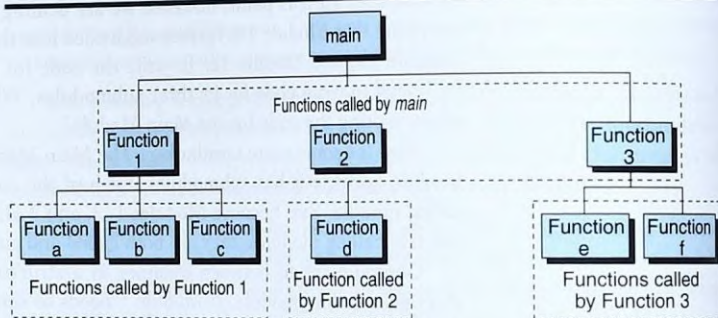 main
Functions called by main
Function
1
Function
2
Function
3
Function
a
Function
b
Function
c
Function
d
Function
e
Function
f
Functions called by Function 1
Function called
by Function 2
Functions called
by Function 3